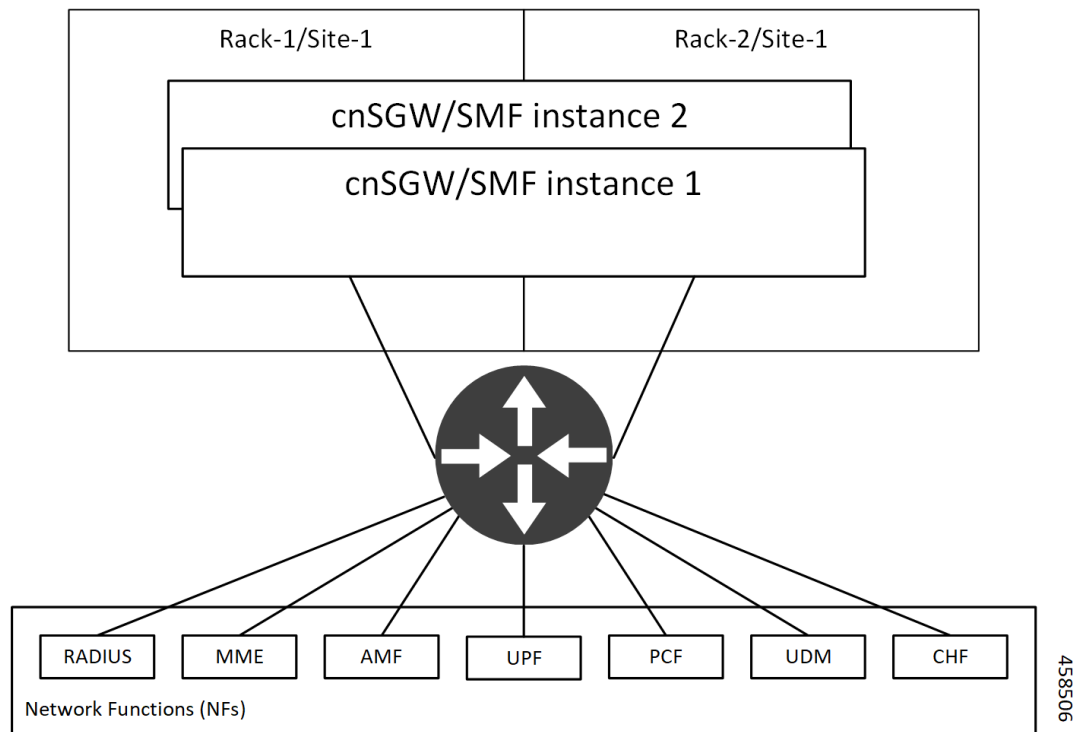 Rack-1/Site-1
Rack-2/Site-1
cnSGW/SMF instance 2
cnSGW/SMF instance 1
RADIUS
MME
AMF
UPF
PCF
UDM
CHF
Network Functions (NFs)
458506